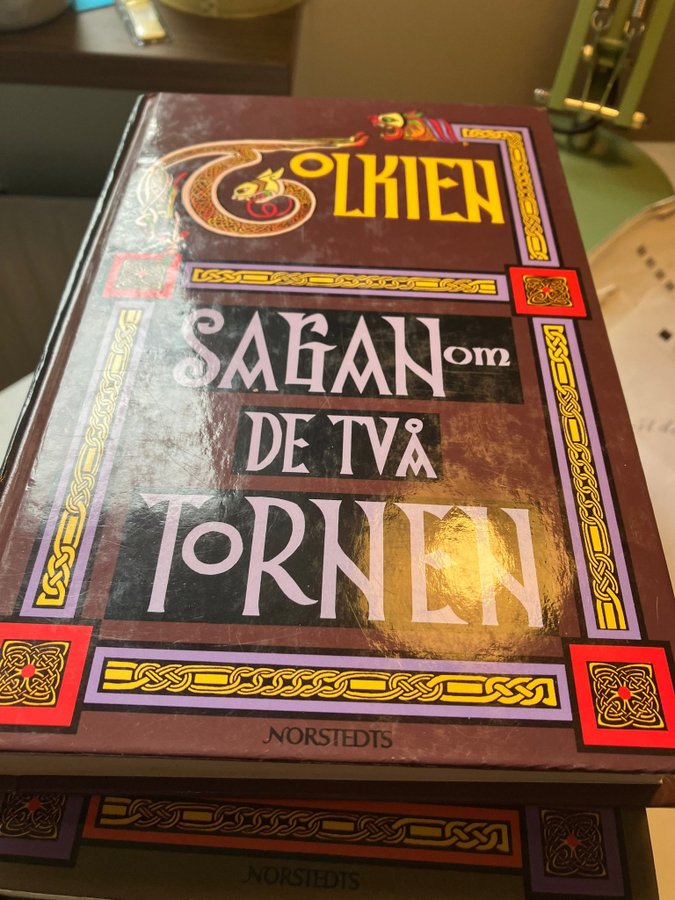 TOLKIEN
SAGAN om
DE TVÅ
TORNEN
NORSTEDTS
NORSTEDTS